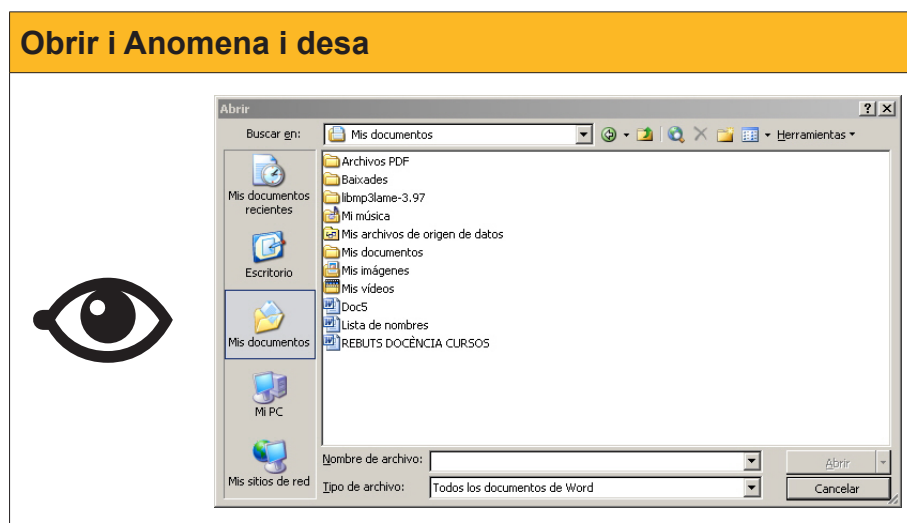 Obrir i Anomena i desa
Abrir
Buscar en: Mis documentos Herramientas
Mis documentos recientes
Escritorio
Mis documentos
Mi PC
Mis sitios de red
Archivos PDF
Baixades
libmp3lame-3.97
Mi música
Mis archivos de origen de datos
Mis documentos
Mis imágenes
Mis vídeos
Doc5
Lista de nombres
REBUTS DOCÈNCIA CURSOS
Nombre de archivo: Abrir
Tipo de archivo: Todos los documentos de Word Cancelar